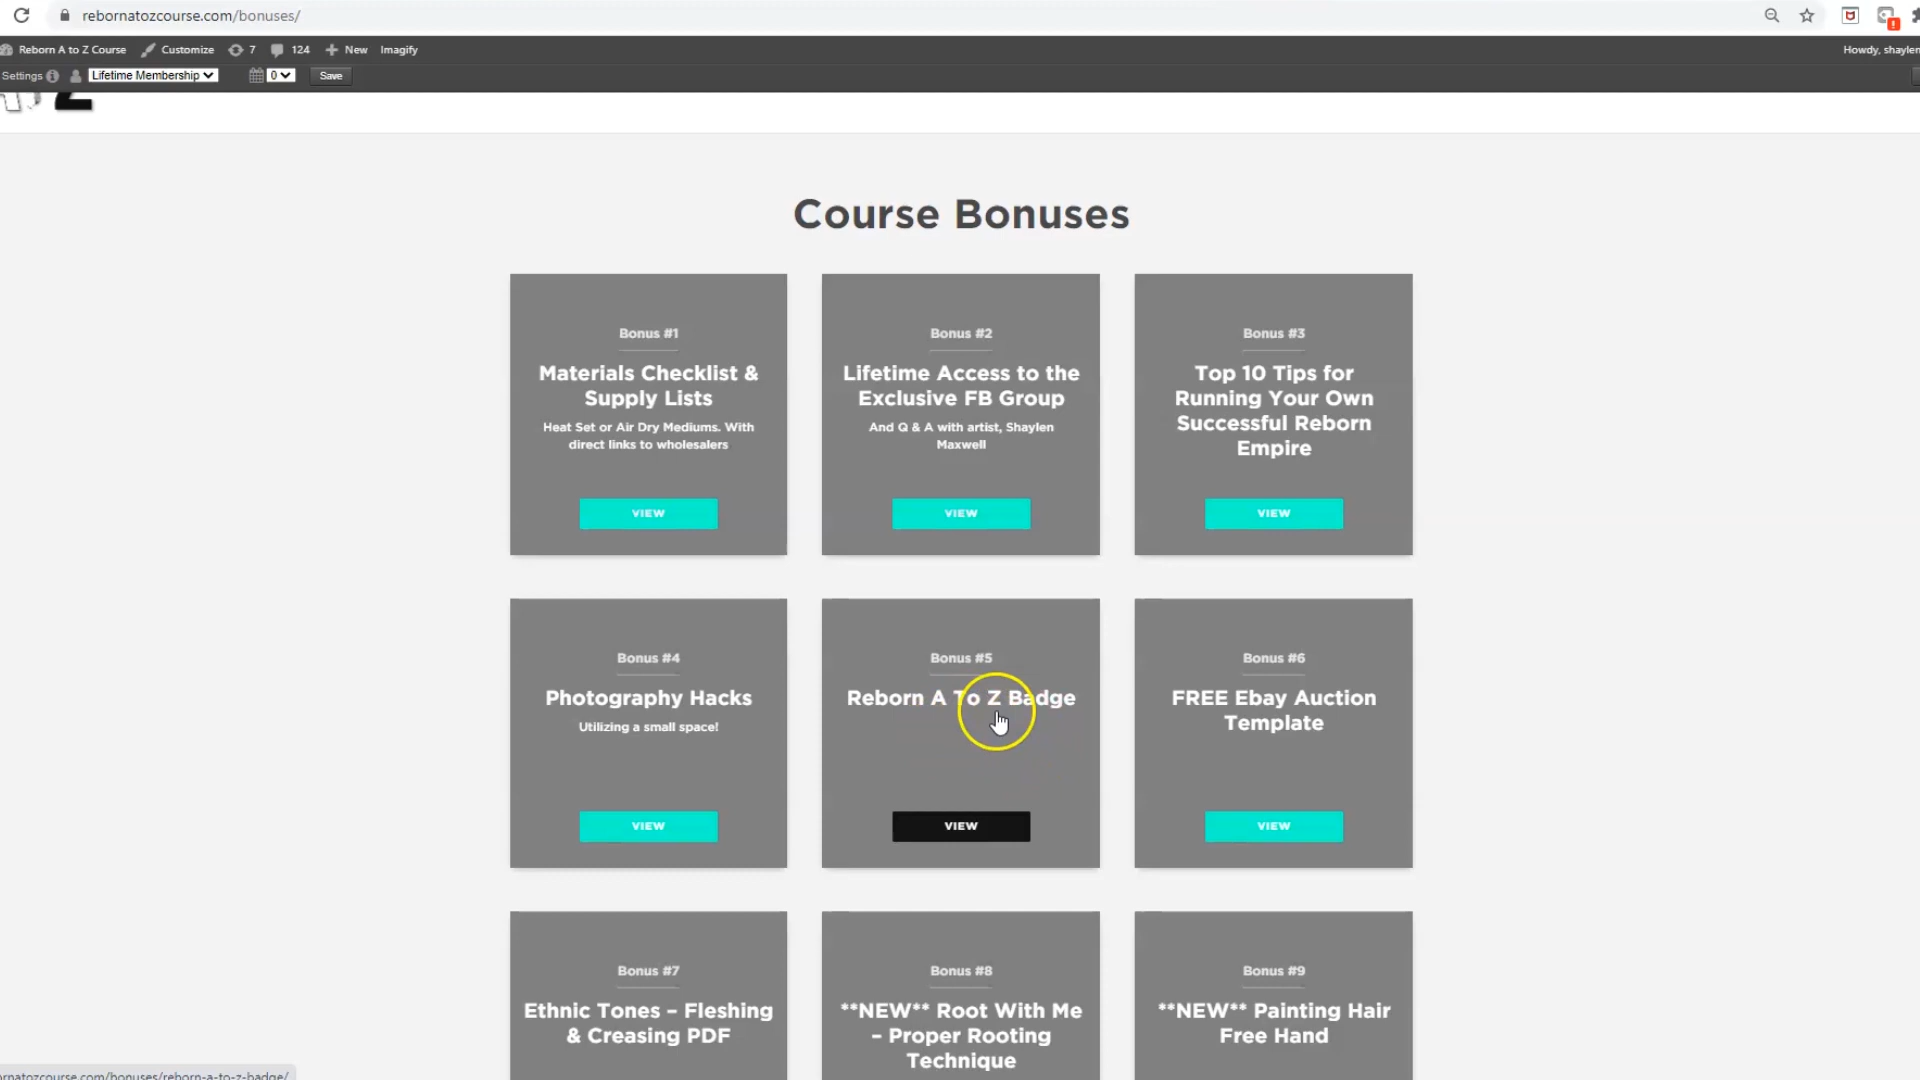 rebornatozcourse.com/bonuses/
Reborn A to Z Course Customize 7 124 New Imagify Howdy, shaylen
Settings Lifetime Membership 0 Save
Z
Course Bonuses
Bonus #1
Materials Checklist &
Supply Lists
Heat Set or Air Dry Mediums. With
direct links to wholesalers
VIEW
Bonus #2
Lifetime Access to the
Exclusive FB Group
And Q & A with artist, Shaylen
Maxwell
VIEW
Bonus #3
Top 10 Tips for
Running Your Own
Successful Reborn
Empire
VIEW
Bonus #4
Photography Hacks
Utilizing a small space!
VIEW
Bonus #5
Reborn A To Z Badge
VIEW
Bonus #6
FREE Ebay Auction
Template
VIEW
Bonus #7
Ethnic Tones – Fleshing
& Creasing PDF
Bonus #8
**NEW** Root With Me
– Proper Rooting
Technique
Bonus #9
**NEW** Painting Hair
Free Hand
ornatozcourse.com/bonuses/reborn-a-to-z-badge/